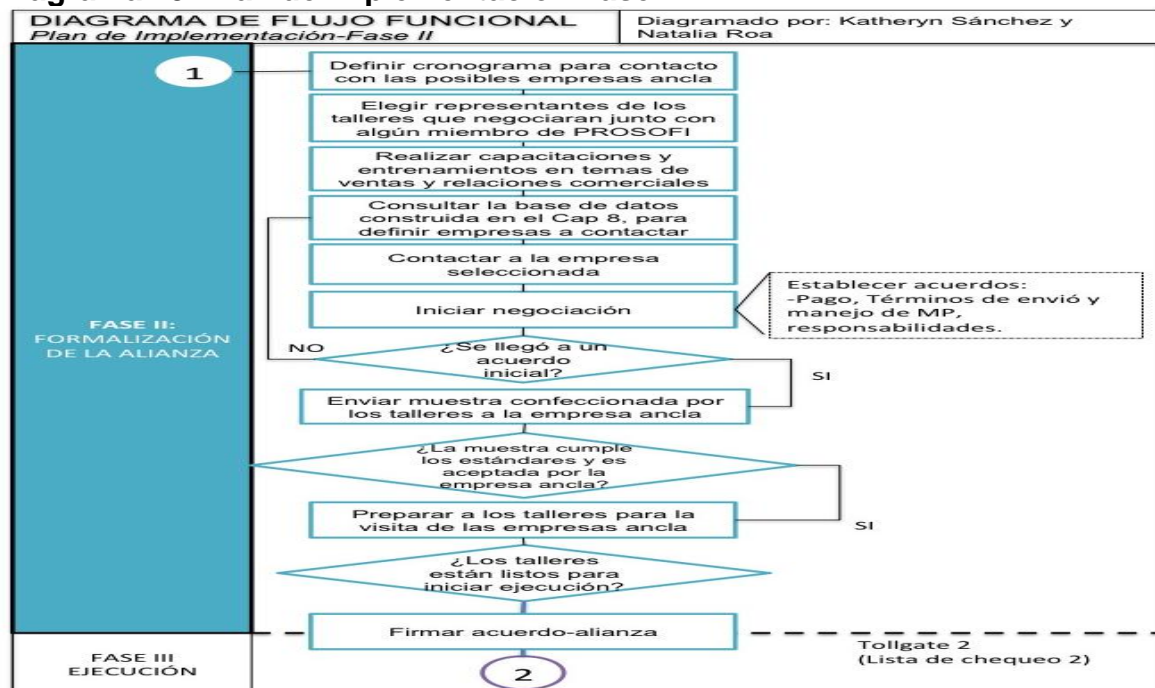 DIAGRAMA DE FLUJO FUNCIONAL
Plan de Implementación-Fase II
Diagramado por: Katheryn Sánchez y
Natalia Roa
1
Definir cronograma para contacto
con las posibles empresas ancla
Elegir representantes de los
talleres que negociaran junto con
algún miembro de PROSOFI
Realizar capacitaciones y
entrenamientos en temas de
ventas y relaciones comerciales
Consultar la base de datos
construida en el Cap 8, para
definir empresas a contactar
Contactar a la empresa
seleccionada
Iniciar negociación
Establecer acuerdos:
-Pago, Términos de envió y
manejo de MP,
responsabilidades.
FASE II:
FORMALIZACIÓN
DE LA ALIANZA
NO
¿Se llegó a un
acuerdo
inicial?
SI
Enviar muestra confeccionada por
los talleres a la empresa ancla
¿La muestra cumple
los estándares y es
aceptada por la
empresa ancla?
SI
Preparar a los talleres para la
visita de las empresas ancla
¿Los talleres
están listos para
iniciar ejecución?
Firmar acuerdo-alianza
Tollgate 2
(Lista de chequeo 2)
FASE III
EJECUCIÓN
2